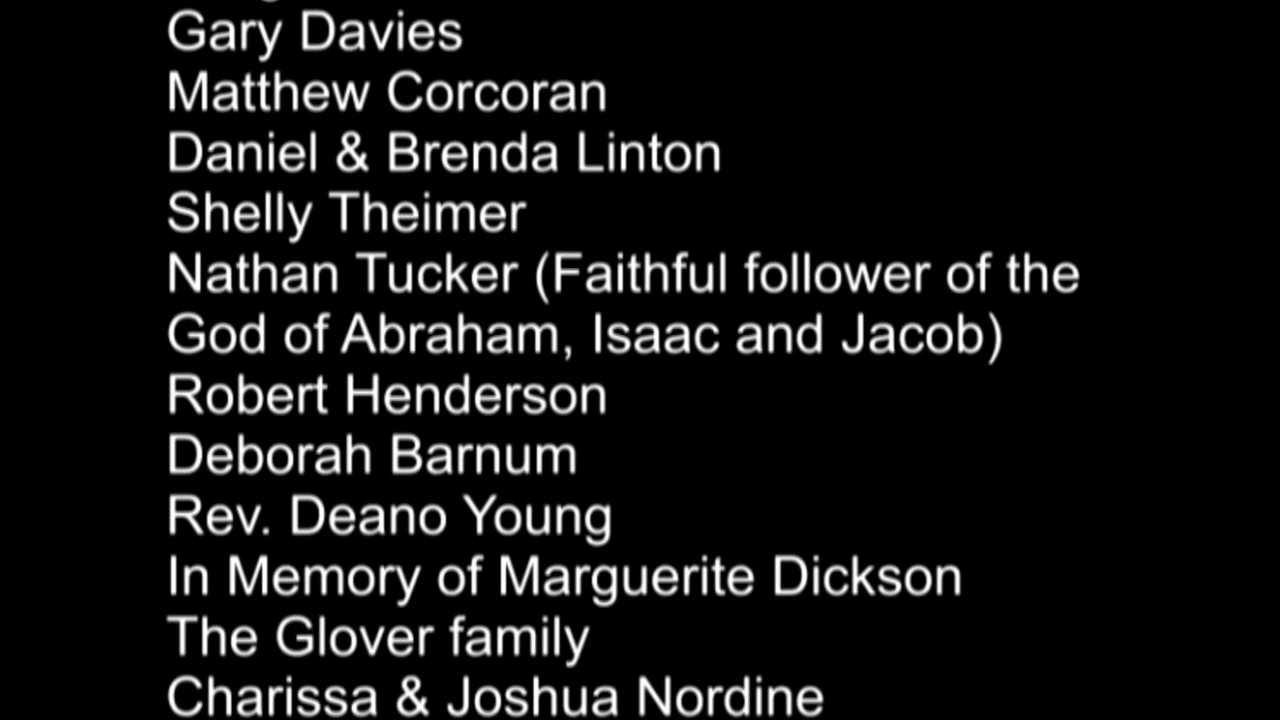 Gary Davies
Matthew Corcoran
Daniel & Brenda Linton
Shelly Theimer
Nathan Tucker (Faithful follower of the
God of Abraham, Isaac and Jacob)
Robert Henderson
Deborah Barnum
Rev. Deano Young
In Memory of Marguerite Dickson
The Glover family
Charissa & Joshua Nordine